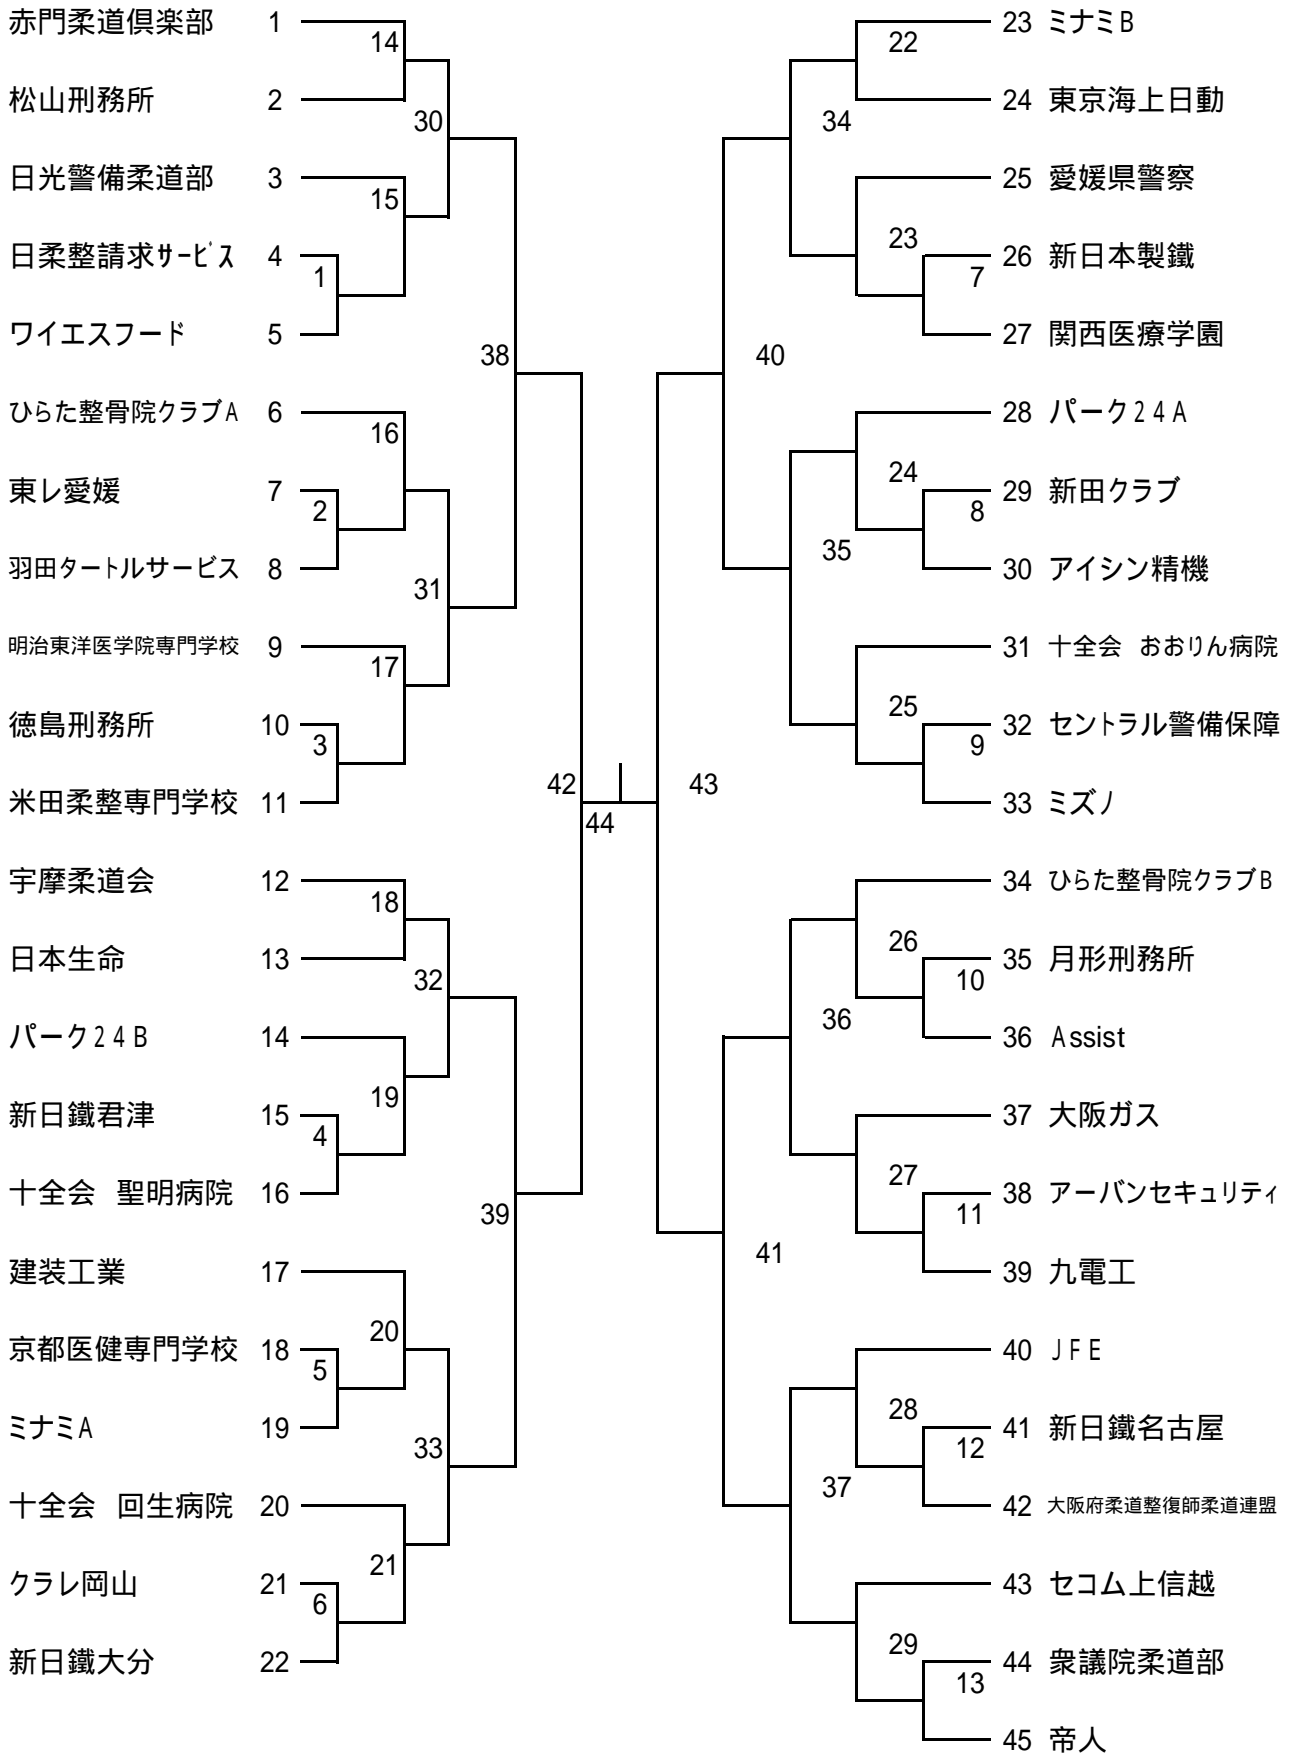 赤門柔道倶楽部 1
14
松山刑務所 2
30
日光警備柔道部 3
15
日柔整請求サービス 4
1
ワイエスフード 5
38
ひらた整骨院クラブA 6
16
東レ愛媛 7
2
羽田タートルサービス 8
31
明治東洋医学院専門学校 9
17
徳島刑務所 10
3
米田柔整専門学校 11
42
44
宇摩柔道会 12
18
日本生命 13
32
パーク24B 14
19
新日鐵君津 15
4
十全会 聖明病院 16
39
建装工業 17
20
京都医健専門学校 18
5
ミナミA 19
33
十全会 回生病院 20
21
クラレ岡山 21
6
新日鐵大分 22
23 ミナミB
22
24 東京海上日動
34
25 愛媛県警察
23
26 新日本製鐵
7
27 関西医療学園
40
28 パーク24A
24
29 新田クラブ
8
30 アイシン精機
35
31 十全会 おおりん病院
25
32 セントラル警備保障
9
33 ミズノ
43
34 ひらた整骨院クラブB
26
35 月形刑務所
10
36 Assist
36
37 大阪ガス
27
38 アーバンセキュリティ
11
39 九電工
41
40 JFE
28
41 新日鐵名古屋
12
42 大阪府柔道整復師柔道連盟
37
43 セコム上信越
29
44 衆議院柔道部
13
45 帝人